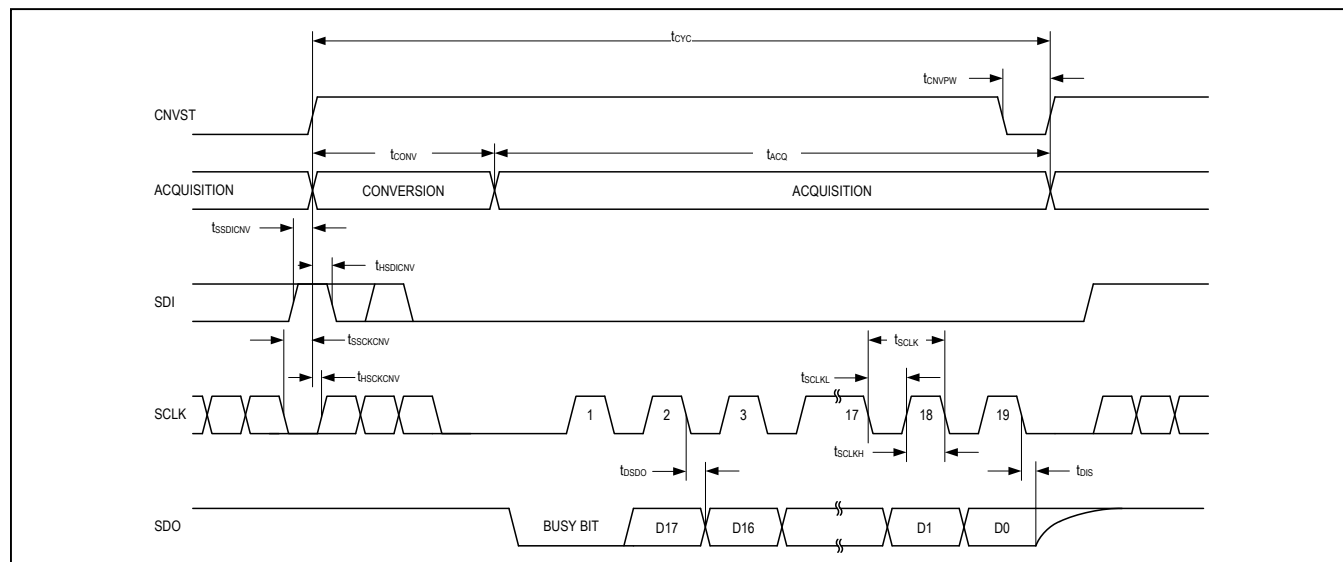 tCYC
tCNVPW
CNVST
tCONV
tACQ
ACQUISITION CONVERSION ACQUISITION
tSSDICNV
tHSDICNV
SDI
tSSCKCNV
tSCLK
tHSCKCNV
tSCLKL
SCLK 1 2 3 17 18 19
tSCLKH
tDSDO
tDIS
SDO BUSY BIT D17 D16 D1 D0